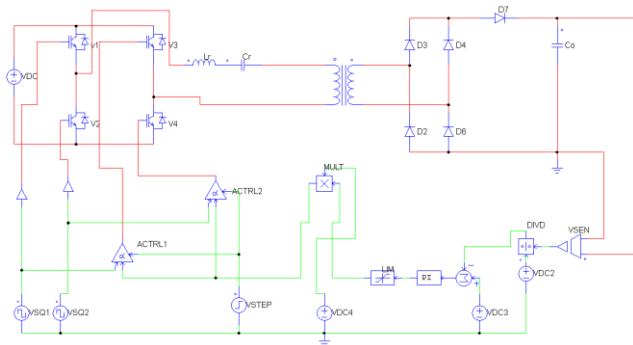 D7
V1
V3
D3
D4
Lr
Cr
Co
VDC
V2
V4
D2
D6
MULT
ACTRL2
α
DIVD
VSEN
ACTRL1
α
LIM
PI
VDC2
VSQ1
VSQ2
VSTEP
VDC4
VDC3